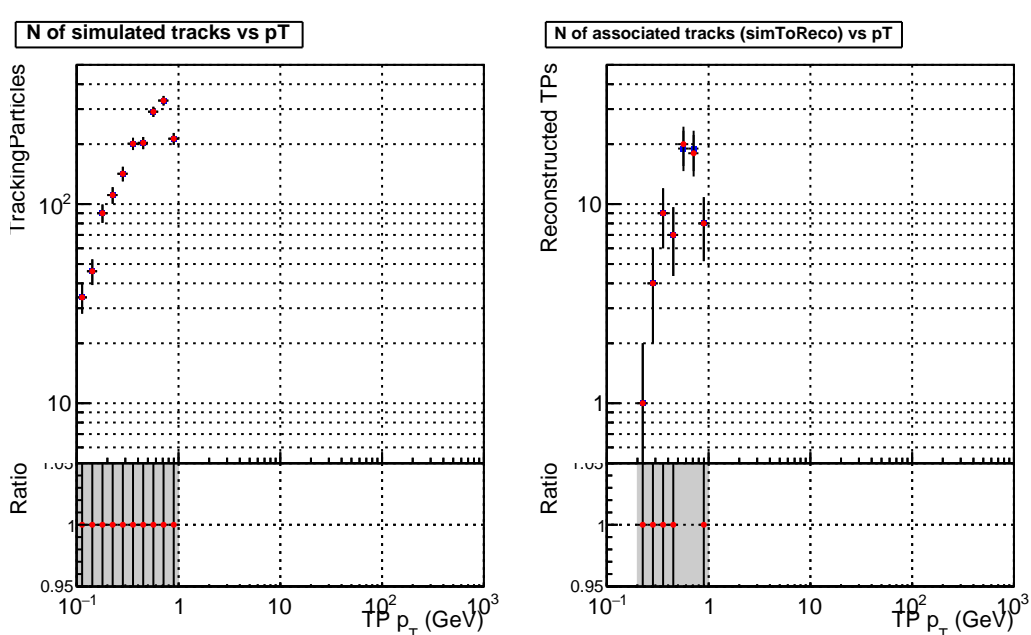 N of simulated tracks vs pT
TrackingParticles
10²
10
Ratio
1.05
1
0.95
10⁻¹ 1 10 10² 10³
TP p_T (GeV)
N of associated tracks (simToReco) vs pT
Reconstructed TPs
10
1
Ratio
1.05
1
0.95
10⁻¹ 1 10 10² 10³
TP p_T (GeV)